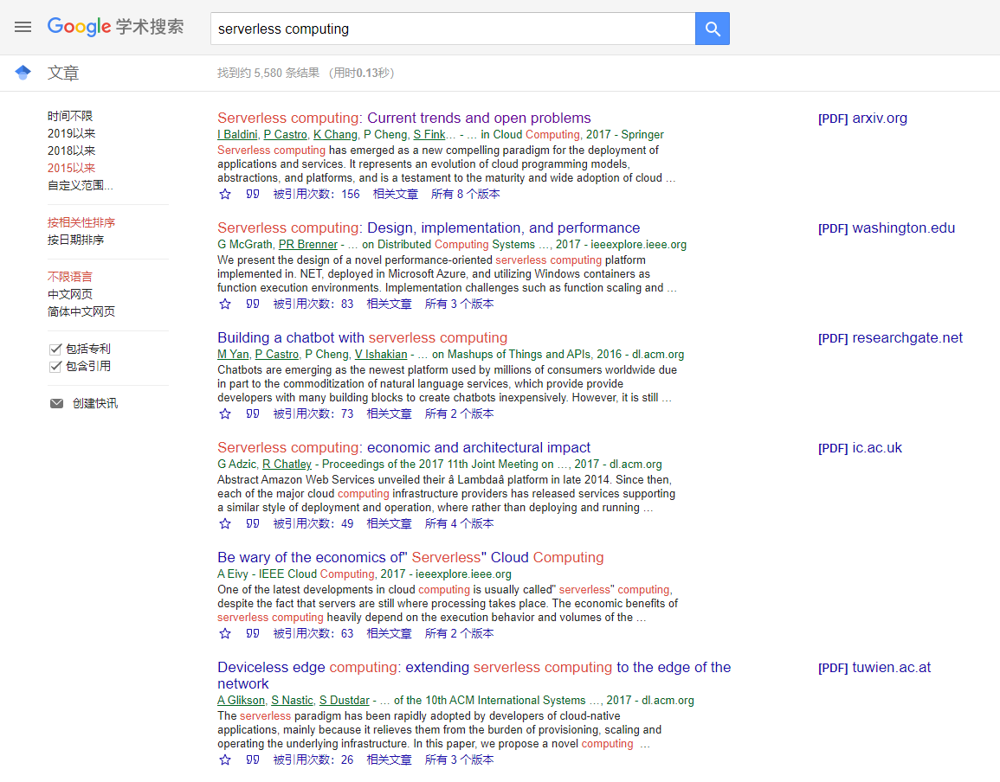 Google 学术搜索
serverless computing
文章
找到约 5,580 条结果 （用时0.13秒）
时间不限
2019以来
2018以来
2015以来
自定义范围...
按相关性排序
按日期排序
不限语言
中文网页
简体中文网页
包括专利
包含引用
创建快讯
Serverless computing: Current trends and open problems
[PDF] arxiv.org
I Baldini, P Castro, K Chang, P Cheng, S Fink… - … in Cloud Computing, 2017 - Springer
Serverless computing has emerged as a new compelling paradigm for the deployment of
applications and services. It represents an evolution of cloud programming models,
abstractions, and platforms, and is a testament to the maturity and wide adoption of cloud …
被引用次数：156 相关文章 所有 8 个版本
Serverless computing: Design, implementation, and performance
[PDF] washington.edu
G McGrath, PR Brenner - … on Distributed Computing Systems …, 2017 - ieeexplore.ieee.org
We present the design of a novel performance-oriented serverless computing platform
implemented in. NET, deployed in Microsoft Azure, and utilizing Windows containers as
function execution environments. Implementation challenges such as function scaling and …
被引用次数：83 相关文章 所有 3 个版本
Building a chatbot with serverless computing
[PDF] researchgate.net
M Yan, P Castro, P Cheng, V Ishakian - … on Mashups of Things and APIs, 2016 - dl.acm.org
Chatbots are emerging as the newest platform used by millions of consumers worldwide due
in part to the commoditization of natural language services, which provide provide
developers with many building blocks to create chatbots inexpensively. However, it is still …
被引用次数：73 相关文章 所有 2 个版本
Serverless computing: economic and architectural impact
[PDF] ic.ac.uk
G Adzic, R Chatley - Proceedings of the 2017 11th Joint Meeting on …, 2017 - dl.acm.org
Abstract Amazon Web Services unveiled their â Lambdaâ platform in late 2014. Since then,
each of the major cloud computing infrastructure providers has released services supporting
a similar style of deployment and operation, where rather than deploying and running …
被引用次数：49 相关文章 所有 4 个版本
Be wary of the economics of" Serverless" Cloud Computing
A Eivy - IEEE Cloud Computing, 2017 - ieeexplore.ieee.org
One of the latest developments in cloud computing is usually called" serverless" computing,
despite the fact that servers are still where processing takes place. The economic benefits of
serverless computing heavily depend on the execution behavior and volumes of the …
被引用次数：63 相关文章 所有 2 个版本
Deviceless edge computing: extending serverless computing to the edge of the
network
[PDF] tuwien.ac.at
A Glikson, S Nastic, S Dustdar - … of the 10th ACM International Systems …, 2017 - dl.acm.org
The serverless paradigm has been rapidly adopted by developers of cloud-native
applications, mainly because it relieves them from the burden of provisioning, scaling and
operating the underlying infrastructure. In this paper, we propose a novel computing …
被引用次数：26 相关文章 所有 3 个版本